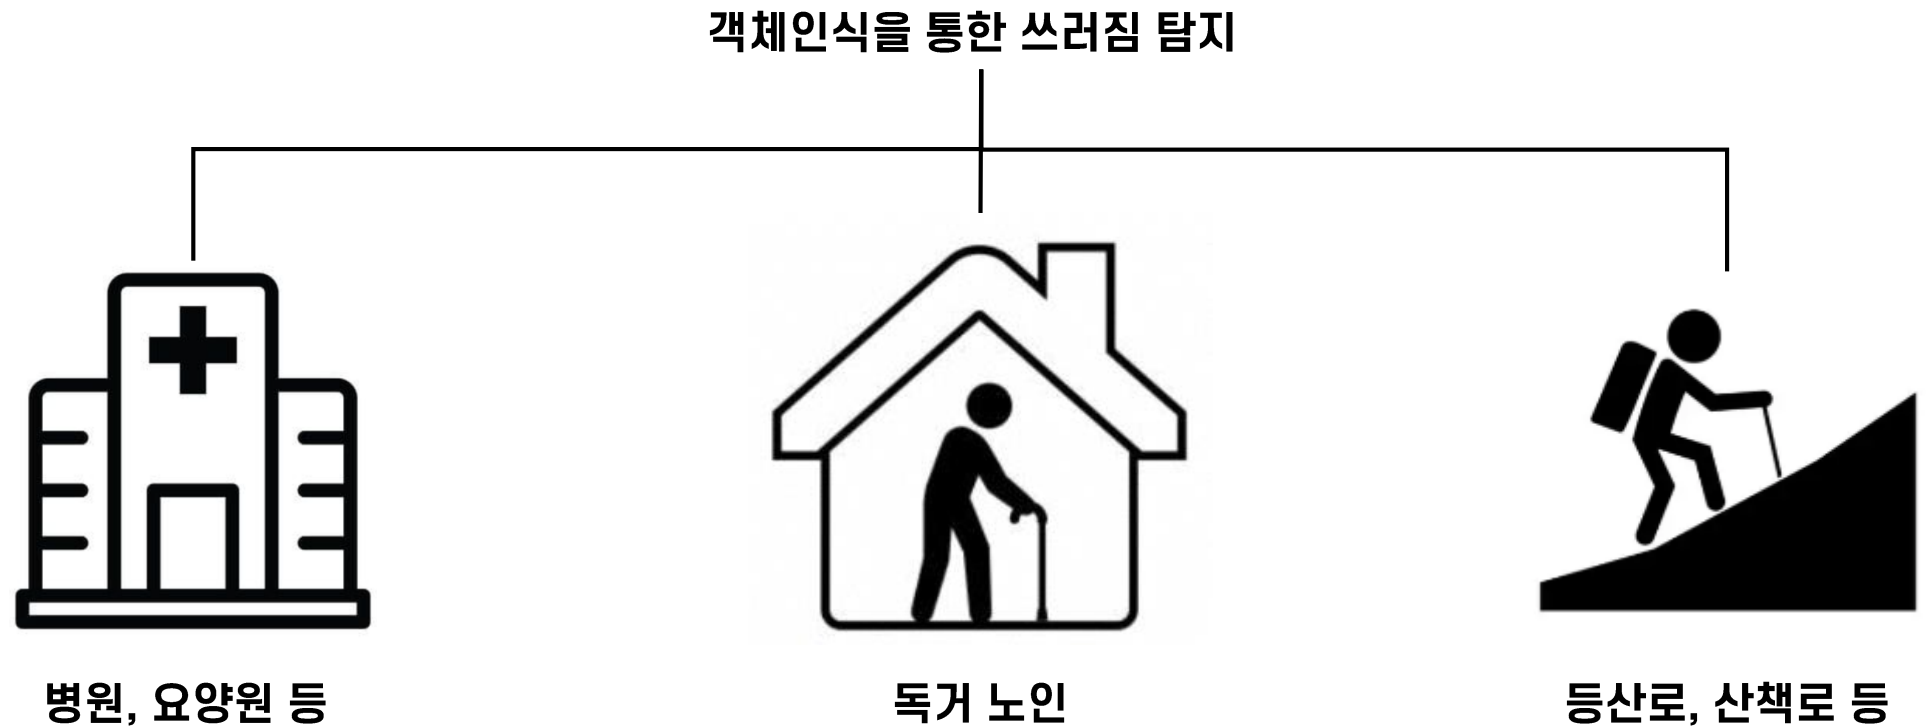 객체인식을 통한 쓰러짐 탐지
병원, 요양원 등
독거 노인
등산로, 산책로 등